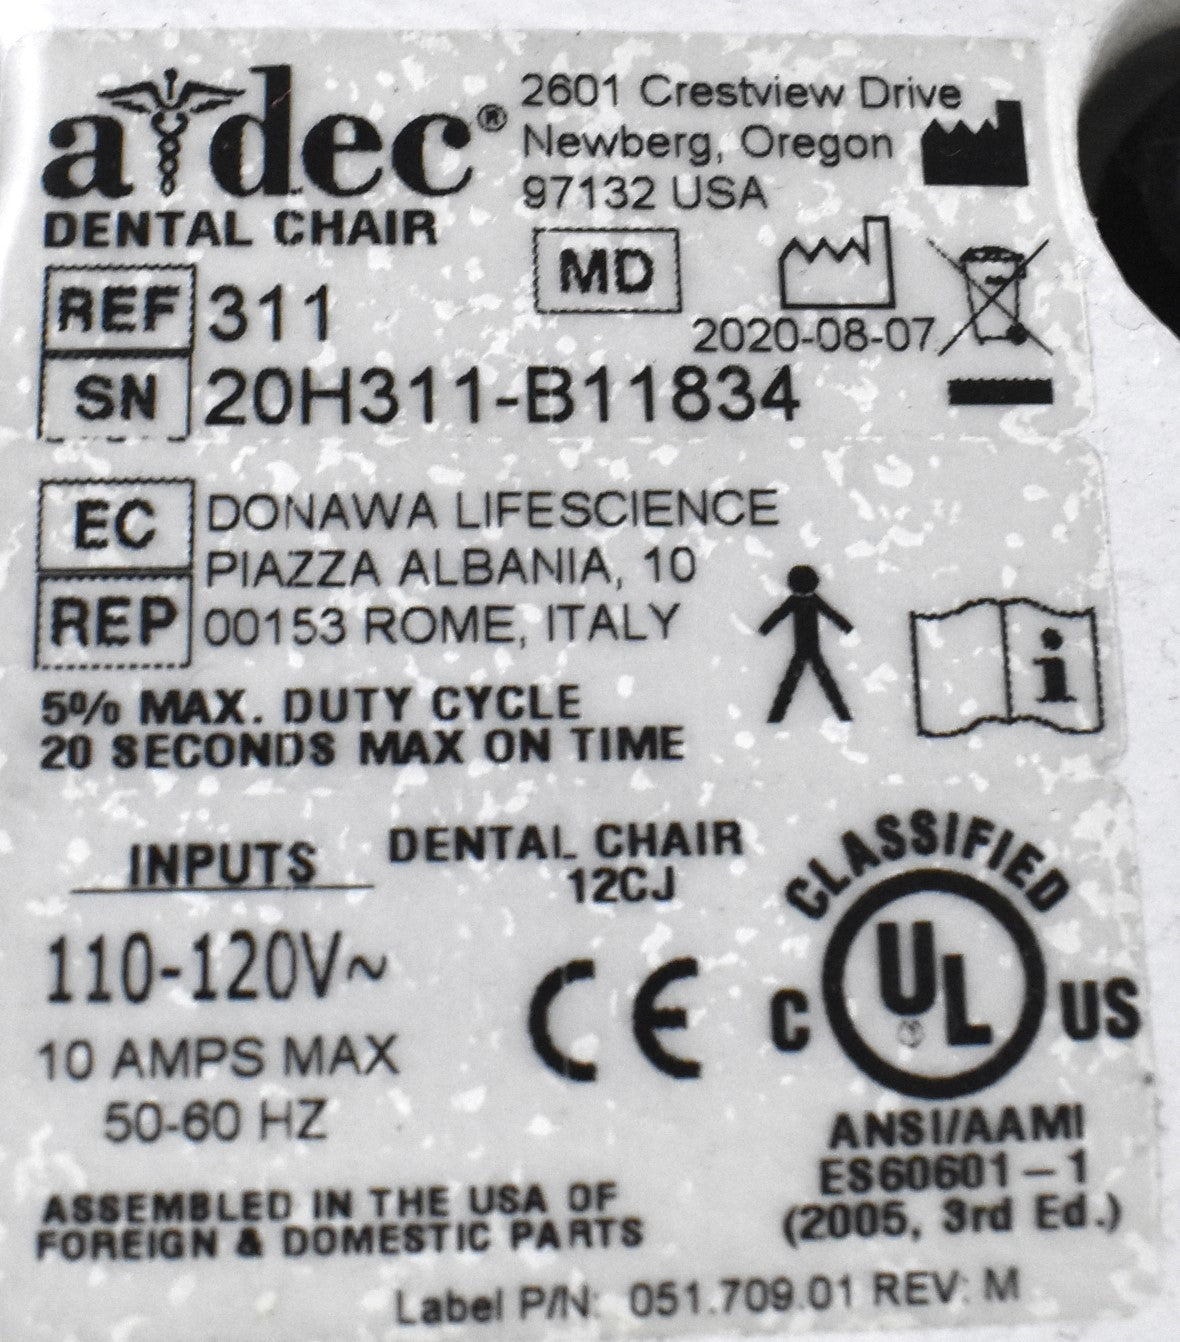 a dec®
DENTAL CHAIR
2601 Crestview Drive
Newberg, Oregon
97132 USA
MD
2020-08-07
REF 311
SN 20H311-B11834
EC REP
DONAWA LIFESCIENCE
PIAZZA ALBANIA, 10
00153 ROME, ITALY
i
5% MAX. DUTY CYCLE
20 SECONDS MAX ON TIME
INPUTS
110-120V~
10 AMPS MAX
50-60 HZ
DENTAL CHAIR
12CJ
CE
CLASSIFIED
C UL US
ANSI/AAMI
ES60601-1
(2005, 3rd Ed.)
ASSEMBLED IN THE USA OF
FOREIGN & DOMESTIC PARTS
Label P/N: 051.709.01 REV: M